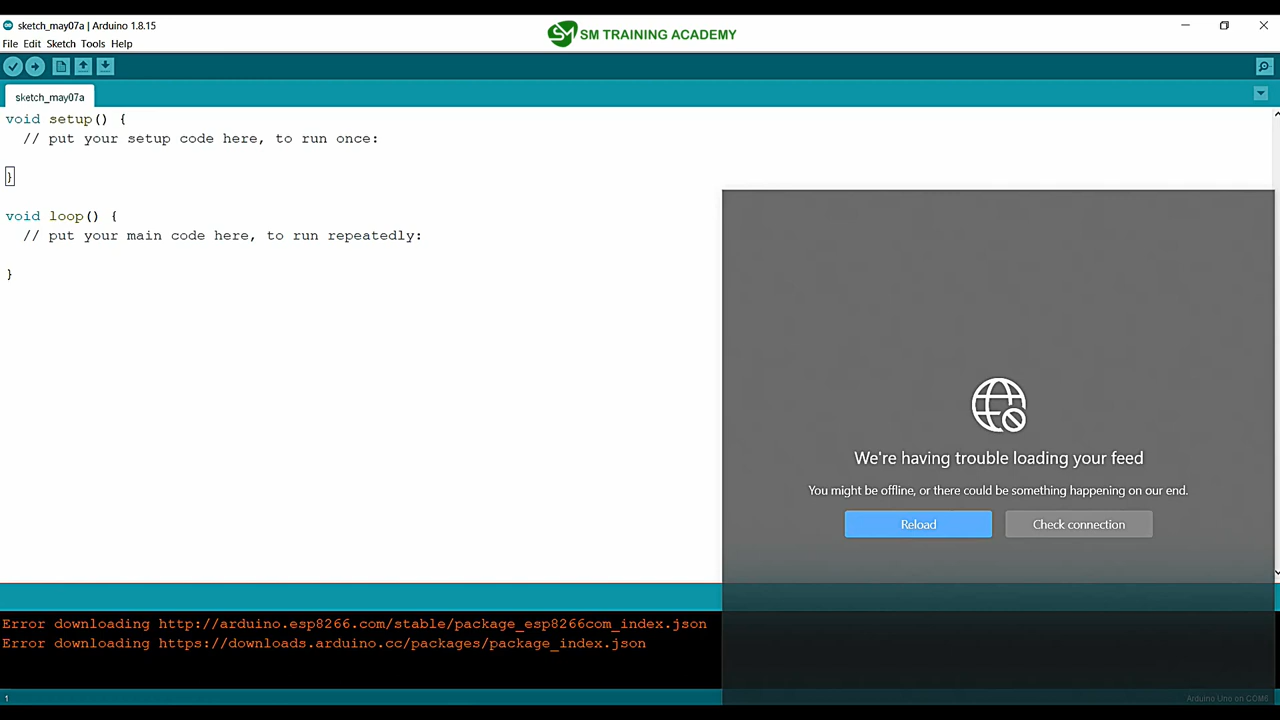 sketch_may07a | Arduino 1.8.15
SM TRAINING ACADEMY
File Edit Sketch Tools Help
sketch_may07a
void setup() {
// put your setup code here, to run once:
}
void loop() {
// put your main code here, to run repeatedly:
}
We're having trouble loading your feed
You might be offline, or there could be something happening on our end.
Reload
Check connection
Error downloading http://arduino.esp8266.com/stable/package_esp8266com_index.json
Error downloading https://downloads.arduino.cc/packages/package_index.json
1
Arduino Uno on COM6